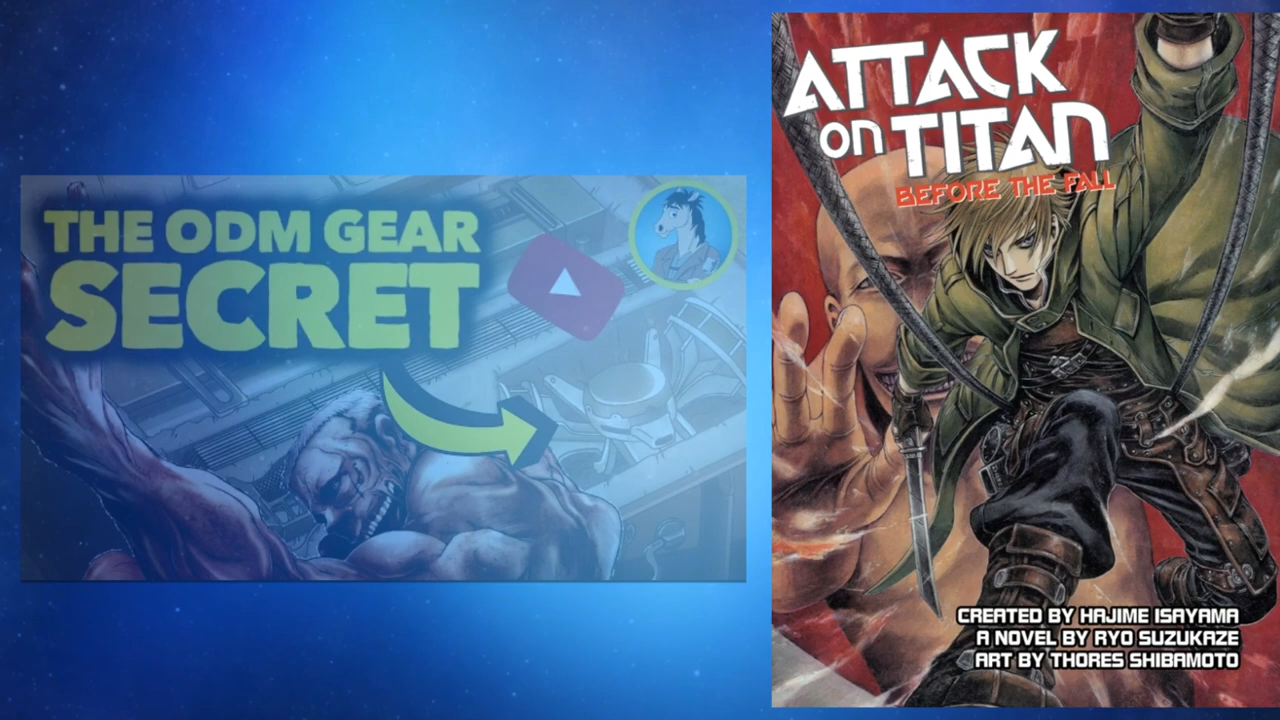 THE ODM GEAR
SECRET
ATTACK
ON TITAN
BEFORE THE FALL
CREATED BY HAJIME ISAYAMA
A NOVEL BY RYO SUZUKAZE
ART BY THORES SHIBAMOTO